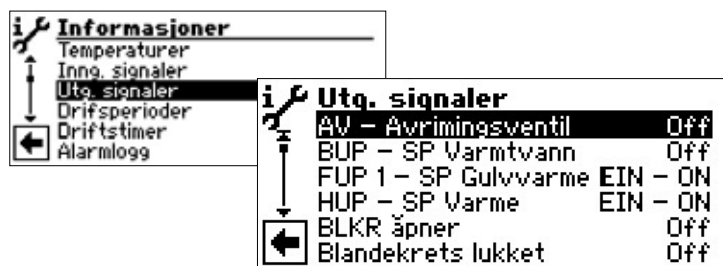 Informasjoner
Temperaturer
Inng. signaler
Utg. signaler
Drifsperioder
Driftstimer
Alarmlogg
Utg. signaler
AV – Avrimingsventil Off
BUP – SP Varmtvann Off
FUP 1 – SP Gulvvarme EIN – ON
HUP – SP Varme EIN – ON
BLKR åpner Off
Blandekrets lukket Off